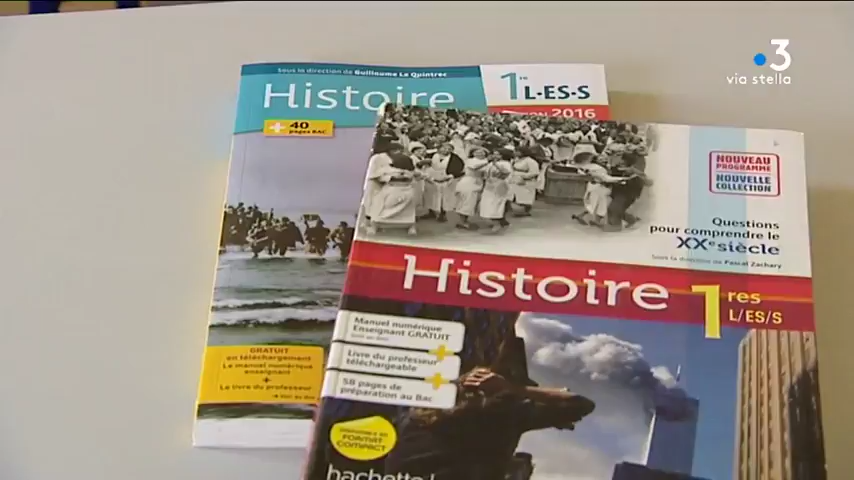 3
via stella
Sous la direction de Guillaume Le Quintrec
Histoire
1re
L-ES-S
2016
+ 40
pages BAC
GRATUIT
en téléchargement
Le manuel numérique
enseignant
+
Le livre du professeur
NOUVEAU
PROGRAMME
NOUVELLE
COLLECTION
Questions
pour comprendre le
XXe siècle
Sous la direction de Pascal Zachary
Histoire 1res
L/ES/S
Manuel numérique
Enseignant GRATUIT
Livre du professeur
téléchargeable
58 pages de
préparation au Bac
FORMAT
COMPACT
hachette